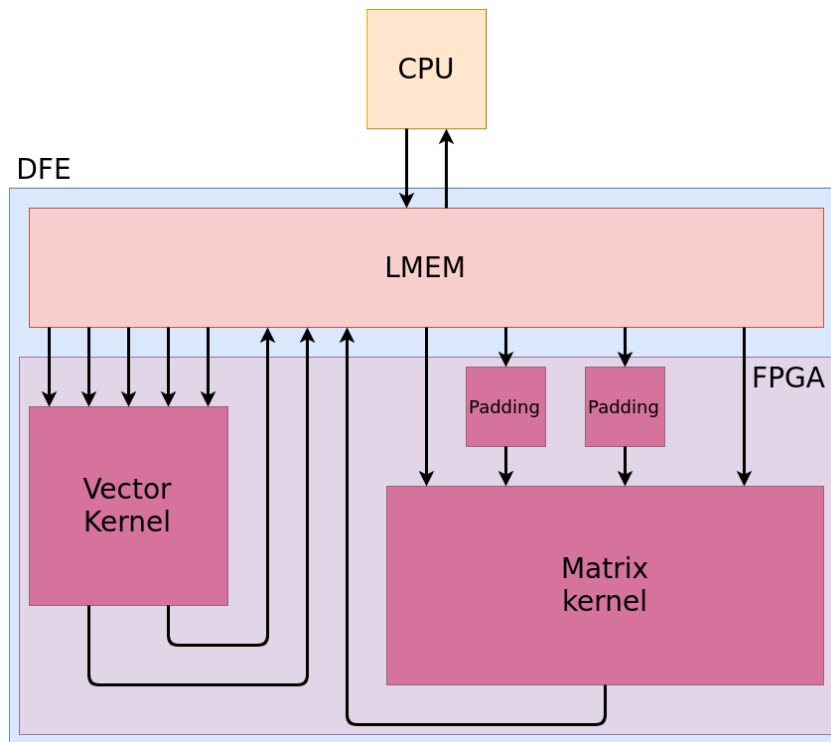 CPU
DFE
LMEM
FPGA
Padding
Padding
Vector
Kernel
Matrix
kernel